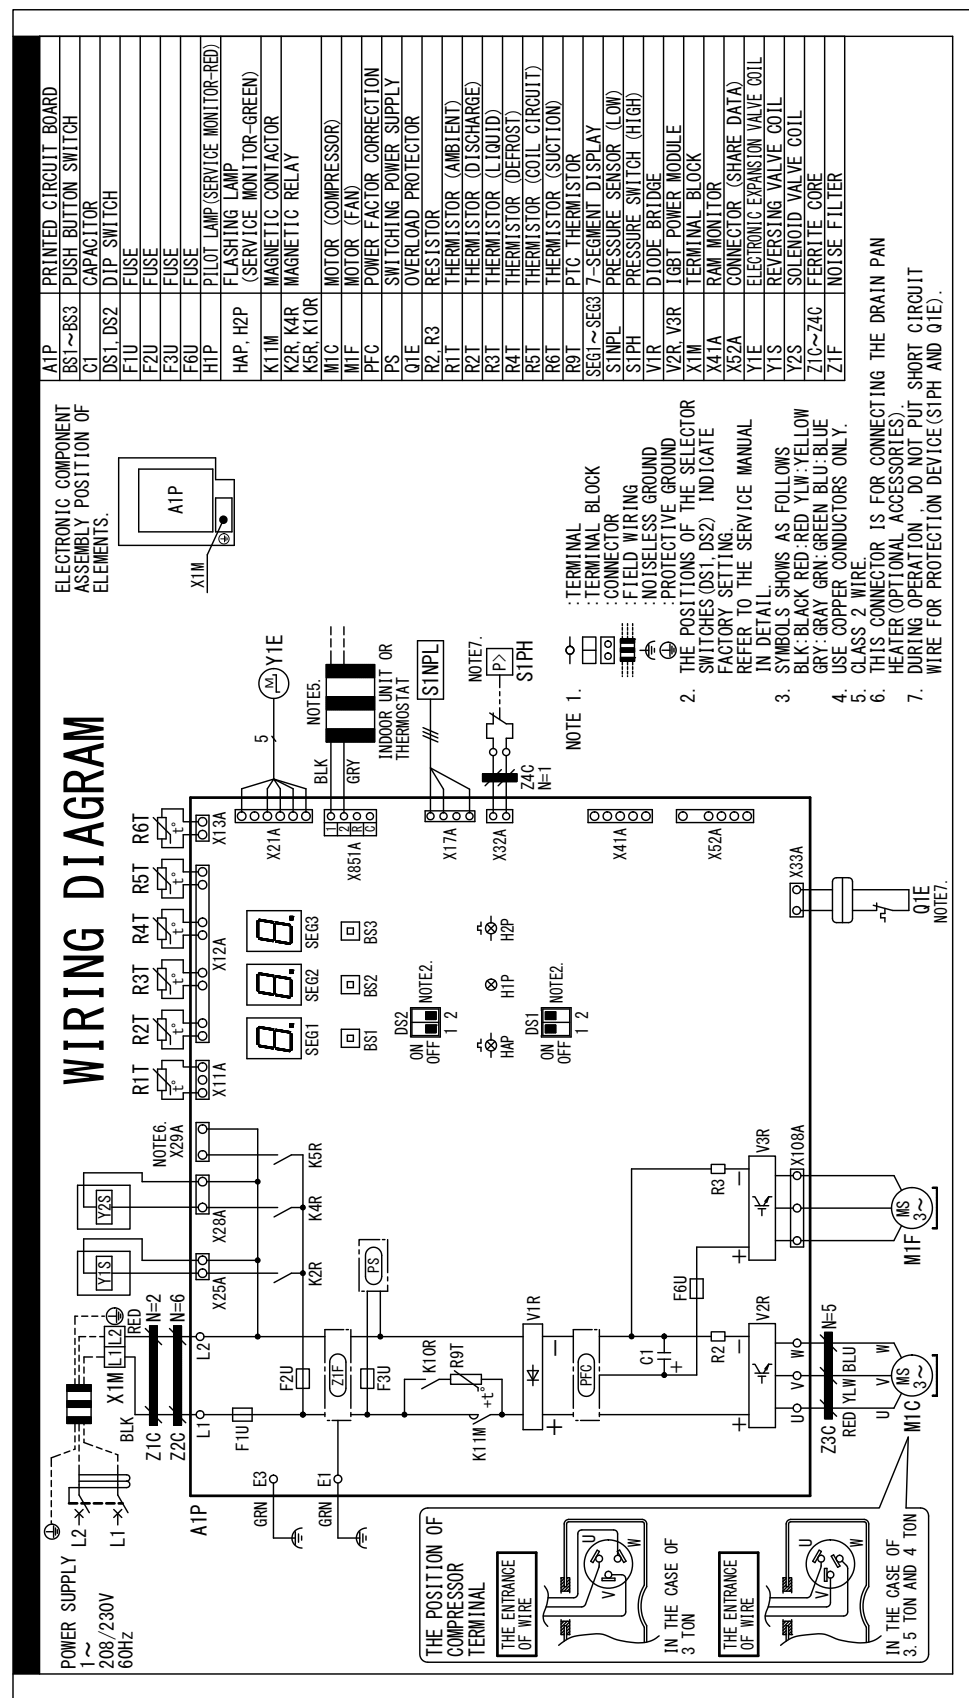 WIRING DIAGRAM
POWER SUPPLY
1~
208/230V
60Hz
L2
L1
X1M
L1 L2
BLK
RED
Z1C
N=2
Z2C
N=6
L1
L2
Y1S
Y2S
X25A
X28A
NOTE6.
X29A
R1T
R2T
R3T
R4T
R5T
R6T
t°
t°
t°
t°
t°
t°
X11A
X12A
X13A
A1P
F1U
F2U
K2R
K4R
K5R
GRN
E3
GRN
E1
Z1F
F3U
PS
K10R
R9T
+t°
K11M
V1R
+
−
PFC
C1
+
R2
R3
F6U
+
−
V2R
+
−
V3R
X108A
U
V
W
Z3C
N=5
RED YLW BLU
U
V
W
MS
3~
M1C
MS
3~
M1F
SEG1
SEG2
SEG3
BS1
BS2
BS3
DS2
ON
OFF
1 2
NOTE2.
HAP
H1P
H2P
DS1
ON
OFF
1 2
NOTE2.
X21A
5
M
Y1E
X851A
1
2
R
C
BLK
GRY
NOTE5.
INDOOR UNIT OR
THERMOSTAT
X17A
S1NPL
X32A
Z4C
N=1
NOTE7.
P>
S1PH
X41A
X52A
X33A
Q1E
NOTE7.
THE POSITION OF
COMPRESSOR
TERMINAL
THE ENTRANCE
OF WIRE
U
V
W
IN THE CASE OF
3 TON
THE ENTRANCE
OF WIRE
U
V
W
IN THE CASE OF
3.5 TON AND 4 TON
ELECTRONIC COMPONENT
ASSEMBLY POSITION OF
ELEMENTS.
A1P
X1M
NOTE 1.
:TERMINAL
:TERMINAL BLOCK
:CONNECTOR
:FIELD WIRING
:NOISELESS GROUND
:PROTECTIVE GROUND
2. THE POSITIONS OF THE SELECTOR
SWITCHES(DS1, DS2) INDICATE
FACTORY SETTING.
REFER TO THE SERVICE MANUAL
IN DETAIL.
3. SYMBOLS SHOWS AS FOLLOWS
BLK:BLACK RED:RED YLW:YELLOW
GRY:GRAY GRN:GREEN BLU:BLUE
4. USE COPPER CONDUCTORS ONLY.
5. CLASS 2 WIRE.
6. THIS CONNECTOR IS FOR CONNECTING THE DRAIN PAN
HEATER(OPTIONAL ACCESSORIES).
7. DURING OPERATION , DO NOT PUT SHORT CIRCUIT
WIRE FOR PROTECTION DEVICE(S1PH AND Q1E).
A1P PRINTED CIRCUIT BOARD
BS1~BS3 PUSH BUTTON SWITCH
C1 CAPACITOR
DS1, DS2 DIP SWITCH
F1U FUSE
F2U FUSE
F3U FUSE
F6U FUSE
H1P PILOT LAMP(SERVICE MONITOR-RED)
HAP, H2P FLASHING LAMP
(SERVICE MONITOR-GREEN)
K11M MAGNETIC CONTACTOR
K2R, K4R MAGNETIC RELAY
K5R, K10R
M1C MOTOR (COMPRESSOR)
M1F MOTOR (FAN)
PFC POWER FACTOR CORRECTION
PS SWITCHING POWER SUPPLY
Q1E OVERLOAD PROTECTOR
R2, R3 RESISTOR
R1T THERMISTOR (AMBIENT)
R2T THERMISTOR (DISCHARGE)
R3T THERMISTOR (LIQUID)
R4T THERMISTOR (DEFROST)
R5T THERMISTOR (COIL CIRCUIT)
R6T THERMISTOR (SUCTION)
R9T PTC THERMISTOR
SEG1~SEG3 7-SEGMENT DISPLAY
S1NPL PRESSURE SENSOR (LOW)
S1PH PRESSURE SWITCH (HIGH)
V1R DIODE BRIDGE
V2R, V3R IGBT POWER MODULE
X1M TERMINAL BLOCK
X41A RAM MONITOR
X52A CONNECTOR (SHARE DATA)
Y1E ELECTRONIC EXPANSION VALVE COIL
Y1S REVERSING VALVE COIL
Y2S SOLENOID VALVE COIL
Z1C~Z4C FERRITE CORE
Z1F NOISE FILTER